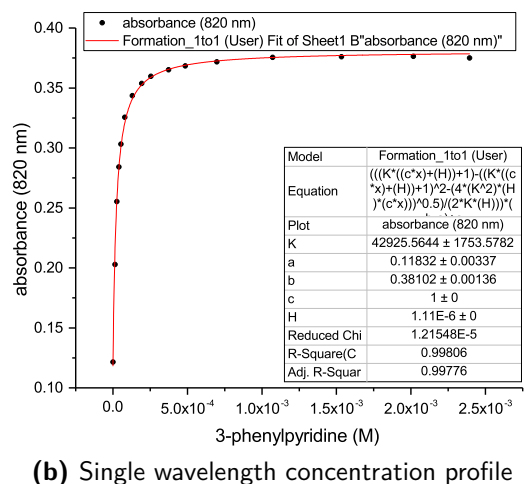 absorbance (820 nm)
Formation_1to1 (User) Fit of Sheet1 B"absorbance (820 nm)"
0.40
0.35
0.30
0.25
0.20
0.15
0.10
absorbance (820 nm)
Model Formation_1to1 (User)
Equation
(((K*((c*x)+(H))+1)-((K*((c
*x)+(H))+1)^2-(4*(K^2)*(H
)*(c*x)))^0.5)/(2*K*(H)))*(
Plot absorbance (820 nm)
K 42925.5644 ± 1753.5782
a 0.11832 ± 0.00337
b 0.38102 ± 0.00136
c 1 ± 0
H 1.11E-6 ± 0
Reduced Chi 1.21548E-5
R-Square(C 0.99806
Adj. R-Squar 0.99776
0.0 5.0x10⁻⁴ 1.0x10⁻³ 1.5x10⁻³ 2.0x10⁻³ 2.5x10⁻³
3-phenylpyridine (M)
(b) Single wavelength concentration profile